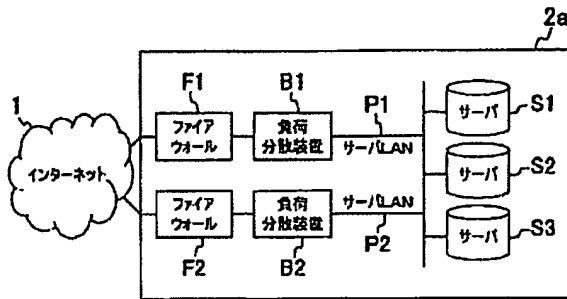 2a
F1
B1
P1
1
ファイア
ウォール
負荷
分散装置
サーバLAN
サーバ
S1
インターネット
サーバ
S2
ファイア
ウォール
負荷
分散装置
サーバLAN
サーバ
S3
F2
B2
P2